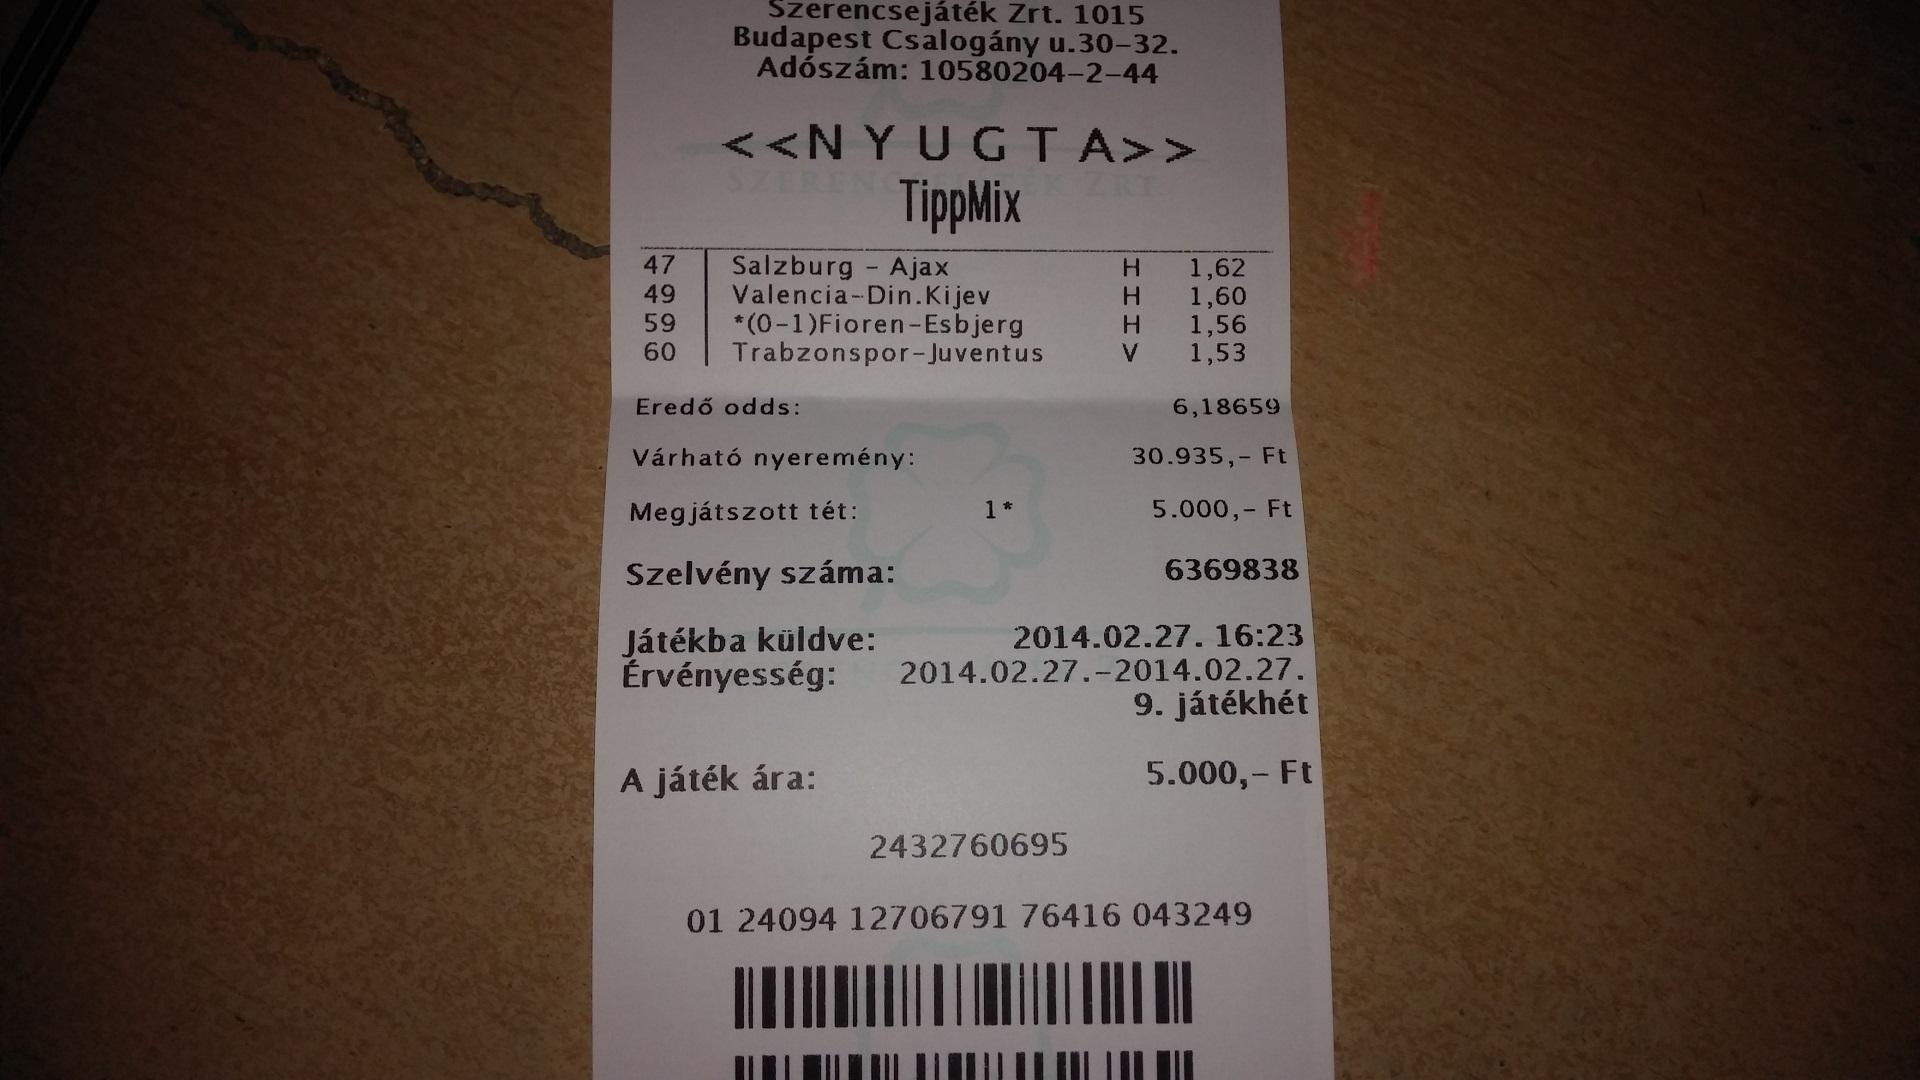 Szerencsejáték Zrt. 1015
Budapest Csalogány u.30-32.
Adószám: 10580204-2-44
<<NYUGTA>>
SZERENCSEJÁTÉK ZRT
TippMix
47 Salzburg - Ajax H 1,62
49 Valencia-Din.Kijev H 1,60
59 *(0-1)Fioren-Esbjerg H 1,56
60 Trabzonspor-Juventus V 1,53
Eredő odds: 6,18659
Várható nyeremény: 30.935,- Ft
Megjátszott tét: 1* 5.000,- Ft
Szelvény száma: 6369838
Játékba küldve: 2014.02.27. 16:23
Érvényesség: 2014.02.27.-2014.02.27.
9. játékhét
A játék ára: 5.000,- Ft
2432760695
01 24094 12706791 76416 043249